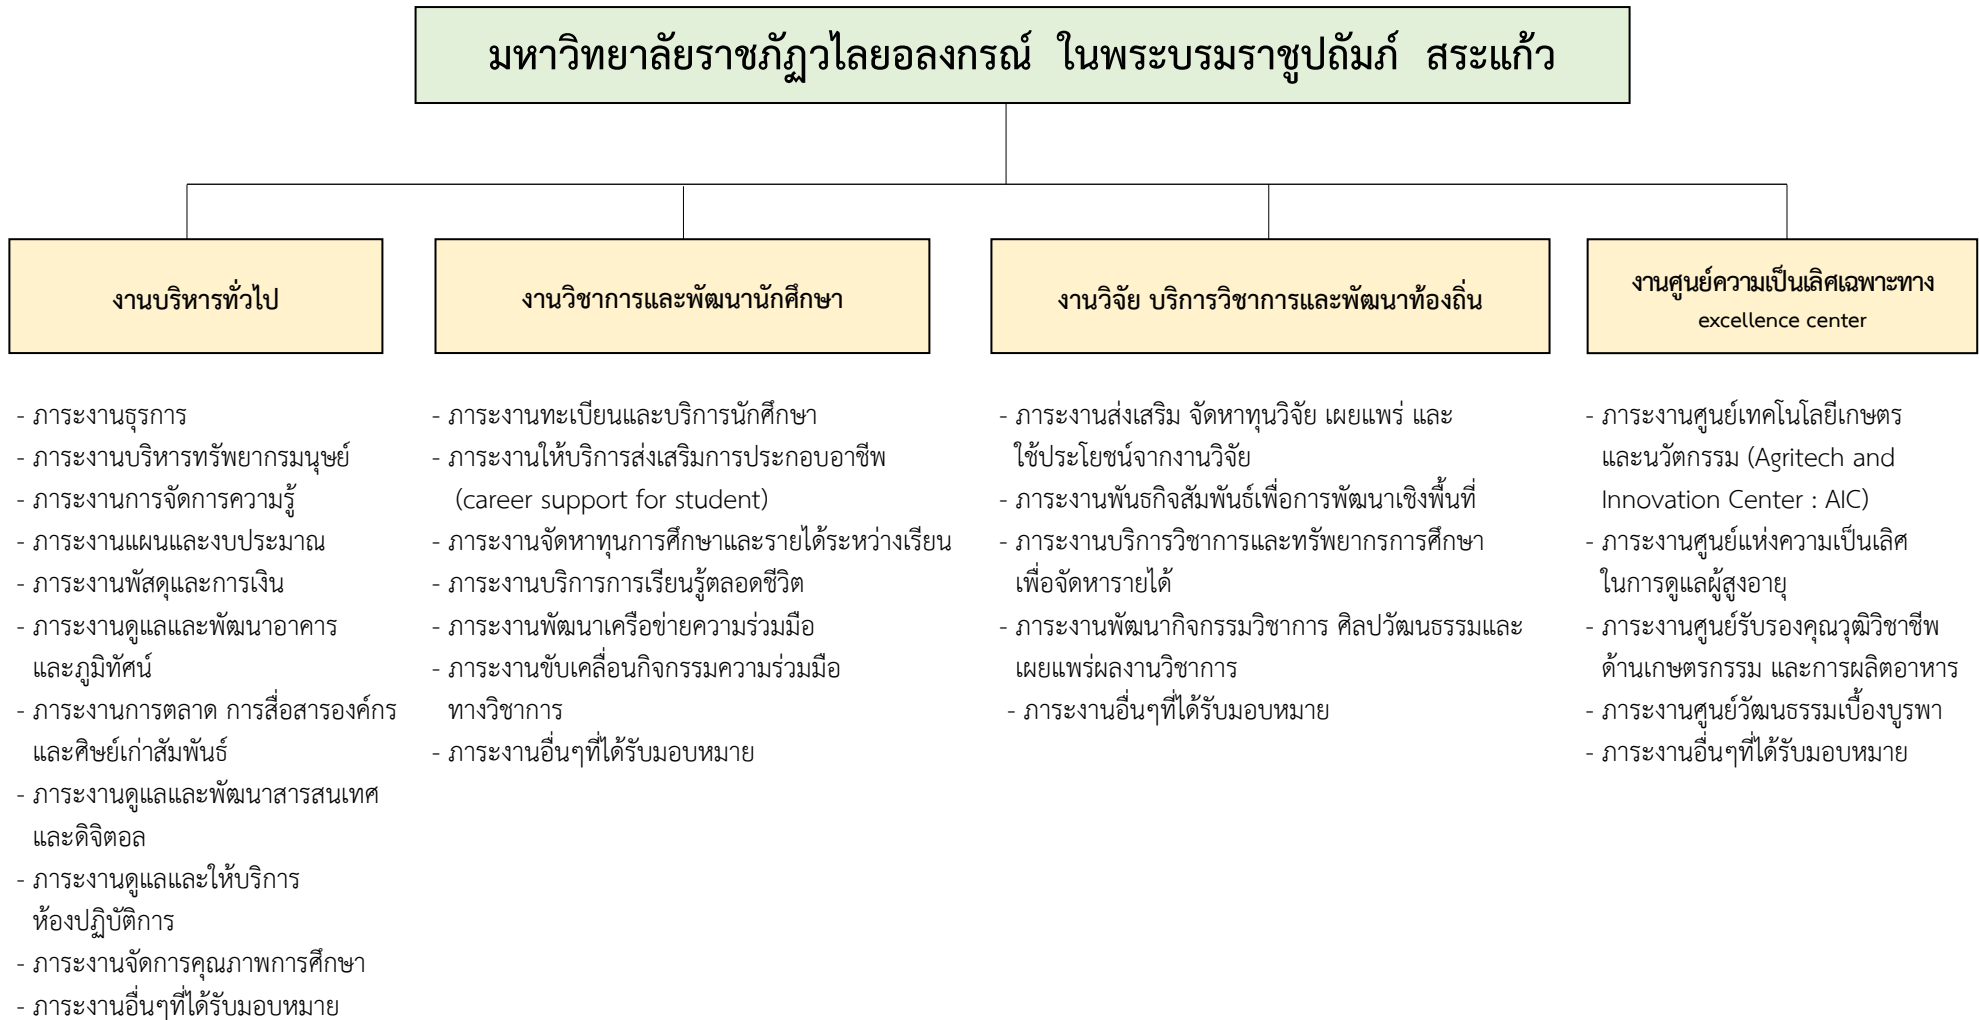 มหาวิทยาลัยราชภัฏวไลยอลงกรณ์ ในพระบรมราชูปถัมภ์ สระแก้ว
งานบริหารทั่วไป
- ภาระงานธุรการ
- ภาระงานบริหารทรัพยากรมนุษย์
- ภาระงานการจัดการความรู้
- ภาระงานแผนและงบประมาณ
- ภาระงานพัสดุและการเงิน
- ภาระงานดูแลและพัฒนาอาคาร
และภูมิทัศน์
- ภาระงานการตลาด การสื่อสารองค์กร
และศิษย์เก่าสัมพันธ์
- ภาระงานดูแลและพัฒนาสารสนเทศ
และดิจิตอล
- ภาระงานดูแลและให้บริการ
ห้องปฏิบัติการ
- ภาระงานจัดการคุณภาพการศึกษา
- ภาระงานอื่นๆที่ได้รับมอบหมาย
งานวิชาการและพัฒนานักศึกษา
- ภาระงานทะเบียนและบริการนักศึกษา
- ภาระงานให้บริการส่งเสริมการประกอบอาชีพ
(career support for student)
- ภาระงานจัดหาทุนการศึกษาและรายได้ระหว่างเรียน
- ภาระงานบริการการเรียนรู้ตลอดชีวิต
- ภาระงานพัฒนาเครือข่ายความร่วมมือ
- ภาระงานขับเคลื่อนกิจกรรมความร่วมมือ
ทางวิชาการ
- ภาระงานอื่นๆที่ได้รับมอบหมาย
งานวิจัย บริการวิชาการและพัฒนาท้องถิ่น
- ภาระงานส่งเสริม จัดหาทุนวิจัย เผยแพร่ และ
ใช้ประโยชน์จากงานวิจัย
- ภาระงานพันธกิจสัมพันธ์เพื่อการพัฒนาเชิงพื้นที่
- ภาระงานบริการวิชาการและทรัพยากรการศึกษา
เพื่อจัดหารายได้
- ภาระงานพัฒนากิจกรรมวิชาการ ศิลปวัฒนธรรมและ
เผยแพร่ผลงานวิชาการ
- ภาระงานอื่นๆที่ได้รับมอบหมาย
งานศูนย์ความเป็นเลิศเฉพาะทาง
excellence center
- ภาระงานศูนย์เทคโนโลยีเกษตร
และนวัตกรรม (Agritech and
Innovation Center : AIC)
- ภาระงานศูนย์แห่งความเป็นเลิศ
ในการดูแลผู้สูงอายุ
- ภาระงานศูนย์รับรองคุณวุฒิวิชาชีพ
ด้านเกษตรกรรม และการผลิตอาหาร
- ภาระงานศูนย์วัฒนธรรมเบื้องบูรพา
- ภาระงานอื่นๆที่ได้รับมอบหมาย